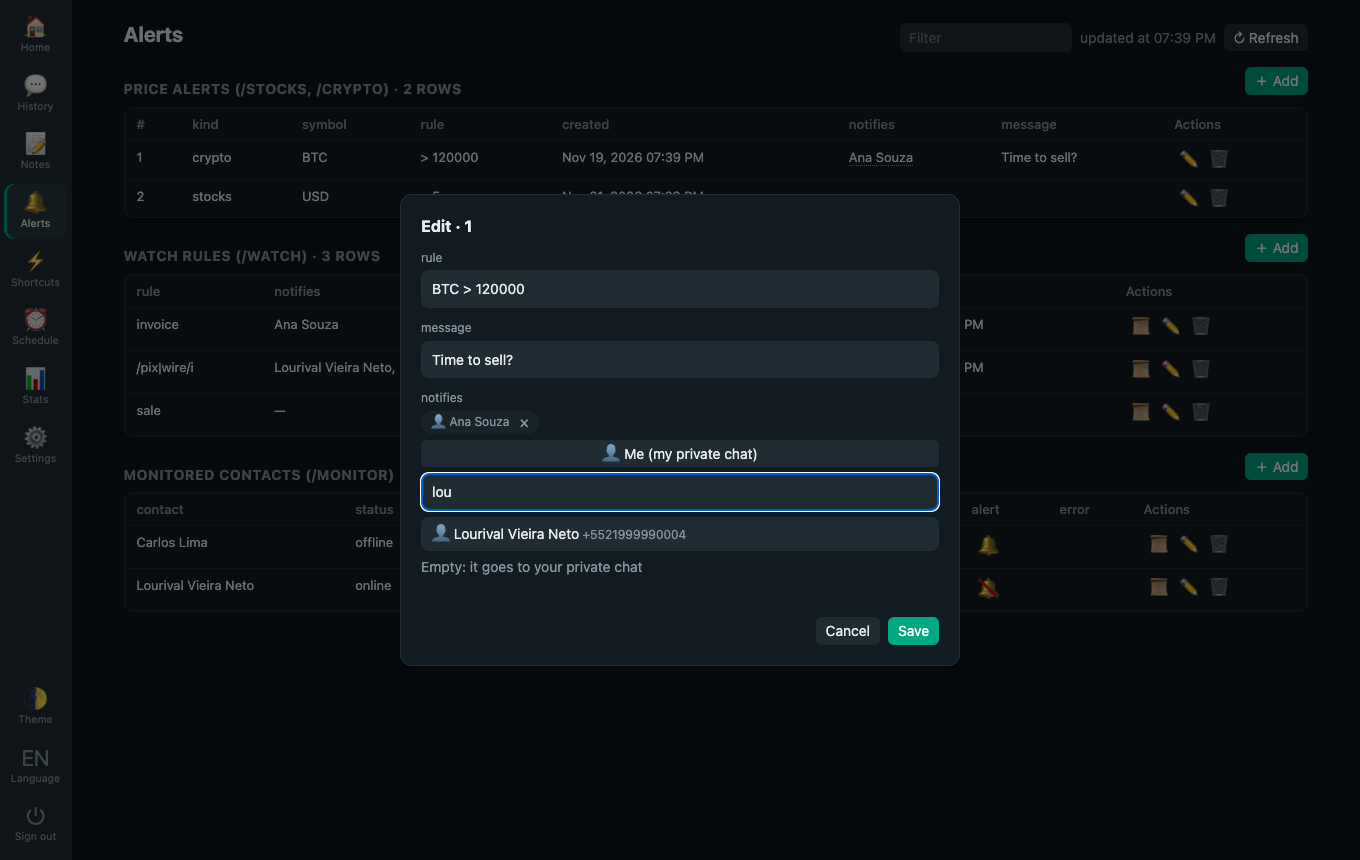 Home
History
Notes
Alerts
Shortcuts
Schedule
Stats
Settings
Theme
EN
Language
Sign out
Alerts
Filter
updated at 07:39 PM
Refresh
PRICE ALERTS (/STOCKS, /CRYPTO) · 2 ROWS
+ Add
# kind symbol rule created notifies message Actions
1 crypto BTC > 120000 Nov 19, 2026 07:39 PM Ana Souza Time to sell?
2 stocks USD
WATCH RULES (/WATCH) · 3 ROWS
+ Add
rule notifies Actions
invoice Ana Souza PM
/pix|wire/i Lourival Vieira Neto, PM
sale —
MONITORED CONTACTS (/MONITOR)
+ Add
contact status alert error Actions
Carlos Lima offline
Lourival Vieira Neto online
Edit · 1
rule
BTC > 120000
message
Time to sell?
notifies
Ana Souza ×
Me (my private chat)
lou
Lourival Vieira Neto +5521999990004
Empty: it goes to your private chat
Cancel
Save